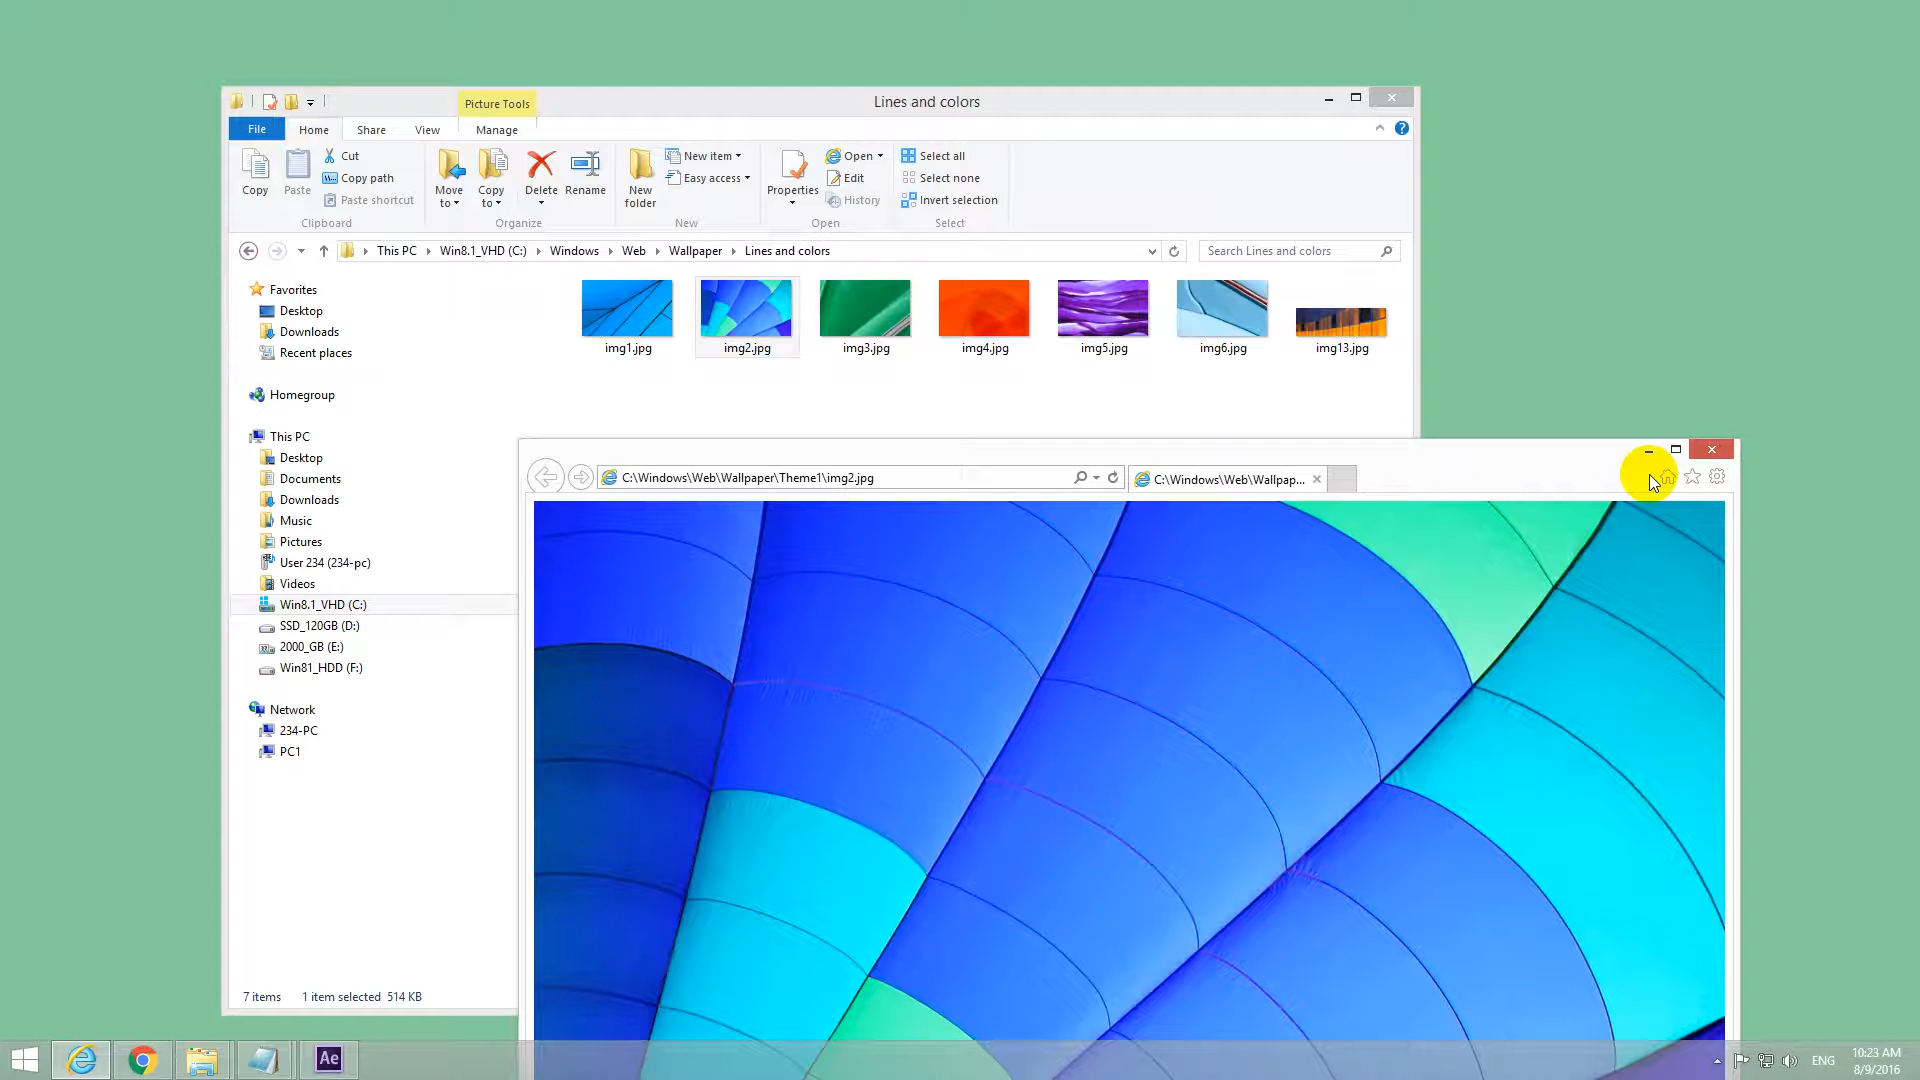 Picture Tools
Lines and colors
File
Home
Share
View
Manage
Copy
Paste
Cut
Copy path
Paste shortcut
Clipboard
Move to
Copy to
Delete
Rename
Organize
New folder
New item
Easy access
New
Properties
Open
Edit
History
Open
Select all
Select none
Invert selection
Select
This PC
Win8.1_VHD (C:)
Windows
Web
Wallpaper
Lines and colors
Search Lines and colors
Favorites
Desktop
Downloads
Recent places
Homegroup
This PC
Desktop
Documents
Downloads
Music
Pictures
User 234 (234-pc)
Videos
Win8.1_VHD (C:)
SSD_120GB (D:)
2000_GB (E:)
Win81_HDD (F:)
Network
234-PC
PC1
img1.jpg
img2.jpg
img3.jpg
img4.jpg
img5.jpg
img6.jpg
img13.jpg
C:\Windows\Web\Wallpaper\Theme1\img2.jpg
C:\Windows\Web\Wallpap...
7 items
1 item selected 514 KB
Ae
ENG
10:23 AM
8/9/2016